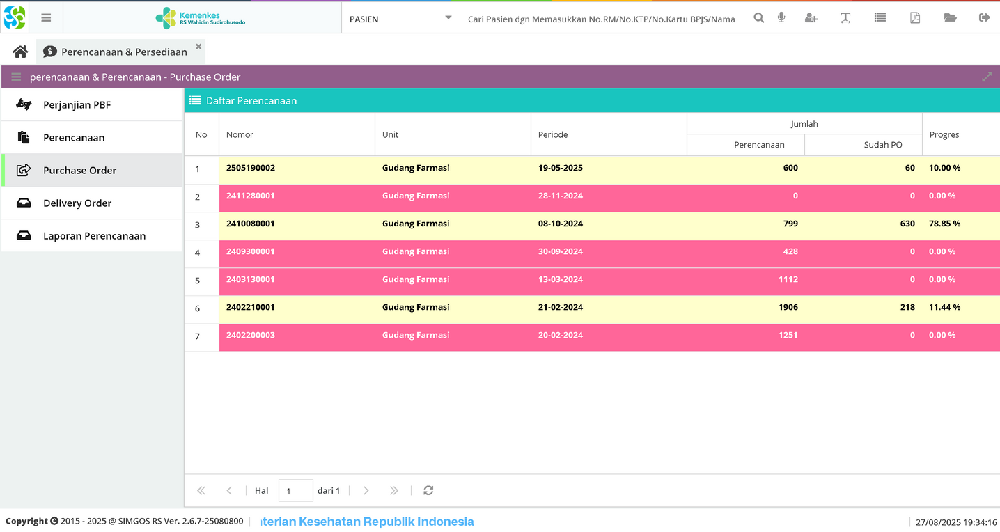 Kemenkes
RS Wahidin Sudirohusodo
PASIEN
Cari Pasien dgn Memasukkan No.RM/No.KTP/No.Kartu BPJS/Nama
Perencanaan & Persediaan
perencanaan & Perencanaan - Purchase Order
Perjanjian PBF
Perencanaan
Purchase Order
Delivery Order
Laporan Perencanaan
Daftar Perencanaan
No Nomor Unit Periode Jumlah Progres
Perencanaan Sudah PO
1 2505190002 Gudang Farmasi 19-05-2025 600 60 10.00 %
2 2411280001 Gudang Farmasi 28-11-2024 0 0 0.00 %
3 2410080001 Gudang Farmasi 08-10-2024 799 630 78.85 %
4 2409300001 Gudang Farmasi 30-09-2024 428 0 0.00 %
5 2403130001 Gudang Farmasi 13-03-2024 1112 0 0.00 %
6 2402210001 Gudang Farmasi 21-02-2024 1906 218 11.44 %
7 2402200003 Gudang Farmasi 20-02-2024 1251 0 0.00 %
Hal 1 dari 1
Copyright © 2015 - 2025 @ SIMGOS RS Ver. 2.6.7-25080800
terian Kesehatan Republik Indonesia
27/08/2025 19:34:16